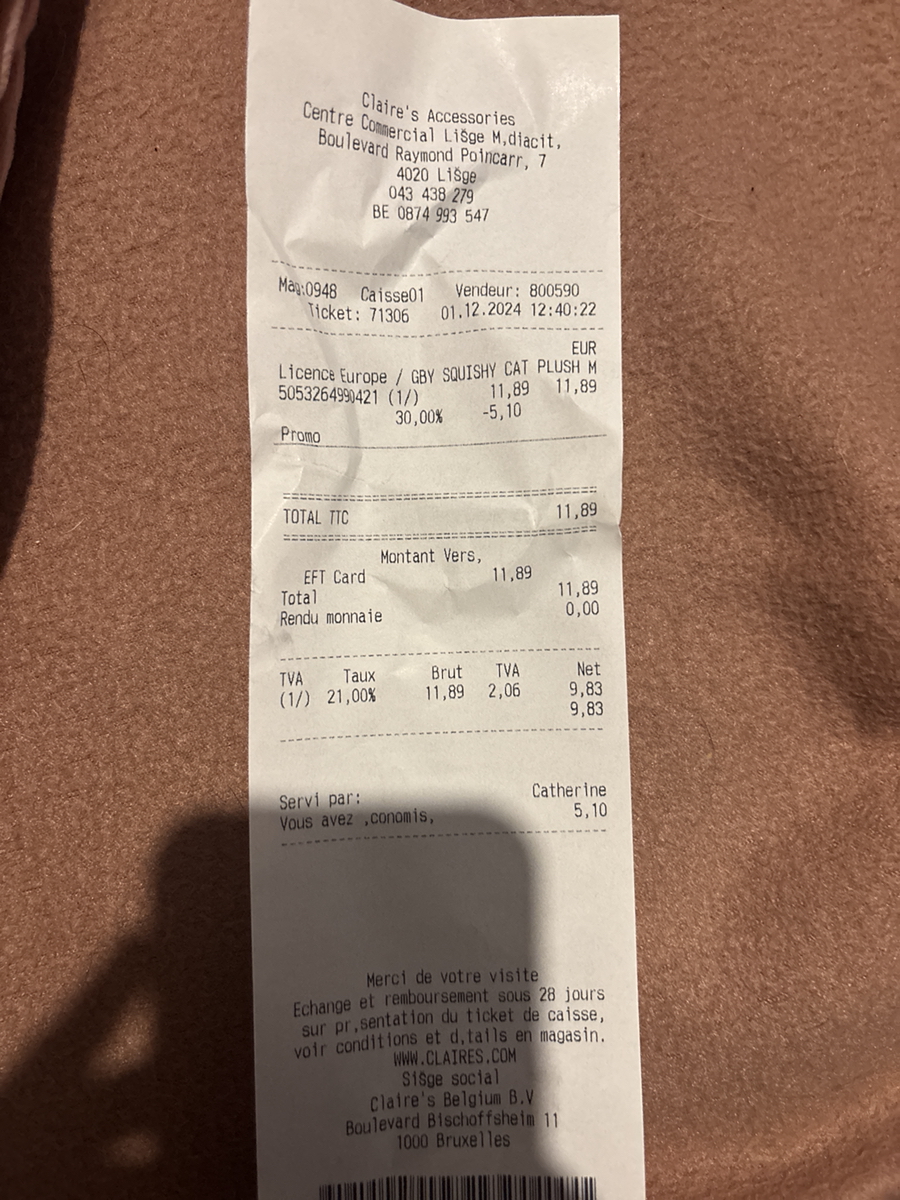 Claire's Accessories
Centre Commercial LiŠge M,diacit,
Boulevard Raymond Poincarr, 7
4020 LiŠge
043 438 279
BE 0874 993 547
Mag:0948 Caisse01 Vendeur: 800590
Ticket: 71306 01.12.2024 12:40:22
EUR
Licence Europe / GBY SQUISHY CAT PLUSH M
5053264990421 (1/) 11,89 11,89
30,00% -5,10
Promo
TOTAL TTC 11,89
Montant Vers,
EFT Card 11,89
Total 11,89
Rendu monnaie 0,00
TVA Taux Brut TVA Net
(1/) 21,00% 11,89 2,06 9,83
9,83
Servi par: Catherine
Vous avez ,conomis, 5,10
Merci de votre visite
Echange et remboursement sous 28 jours
sur pr,sentation du ticket de caisse,
voir conditions et d,tails en magasin.
WWW.CLAIRES.COM
SiŠge social
Claire's Belgium B.V
Boulevard Bischoffsheim 11
1000 Bruxelles